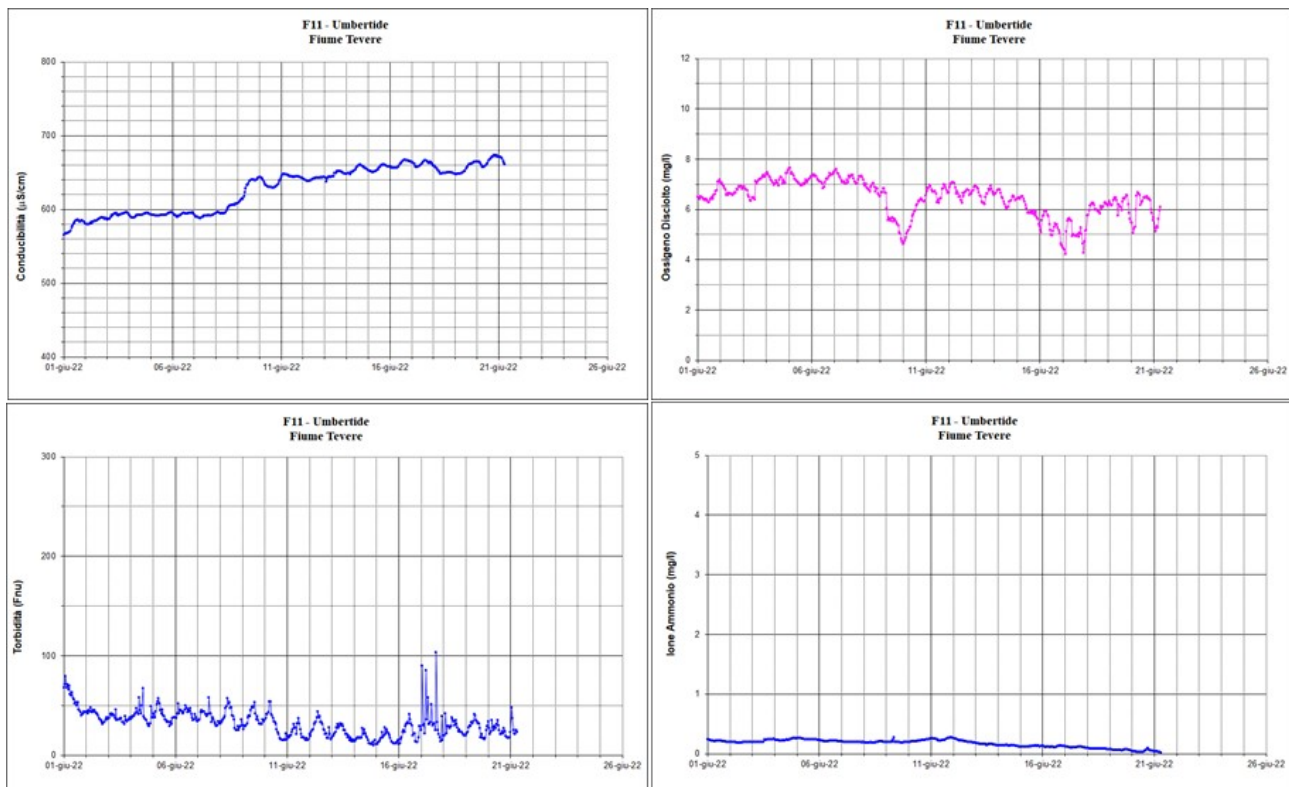 F11 - Umbertide
Fiume Tevere
Conducibilità (µS/cm)
800
700
600
500
400
01-giu-22 06-giu-22 11-giu-22 16-giu-22 21-giu-22 26-giu-22
F11 - Umbertide
Fiume Tevere
Ossigeno Disciolto (mg/l)
12
10
8
6
4
2
0
01-giu-22 06-giu-22 11-giu-22 16-giu-22 21-giu-22 26-giu-22
F11 - Umbertide
Fiume Tevere
Torbidità (Fnu)
300
200
100
0
01-giu-22 06-giu-22 11-giu-22 16-giu-22 21-giu-22 26-giu-22
F11 - Umbertide
Fiume Tevere
Ione Ammonio (mg/l)
5
4
3
2
1
0
01-giu-22 06-giu-22 11-giu-22 16-giu-22 21-giu-22 26-giu-22